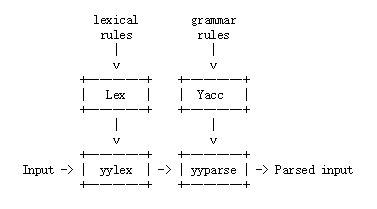 lexical grammar
rules rules
Lex Yacc
Input -> yylex -> yyparse -> Parsed input